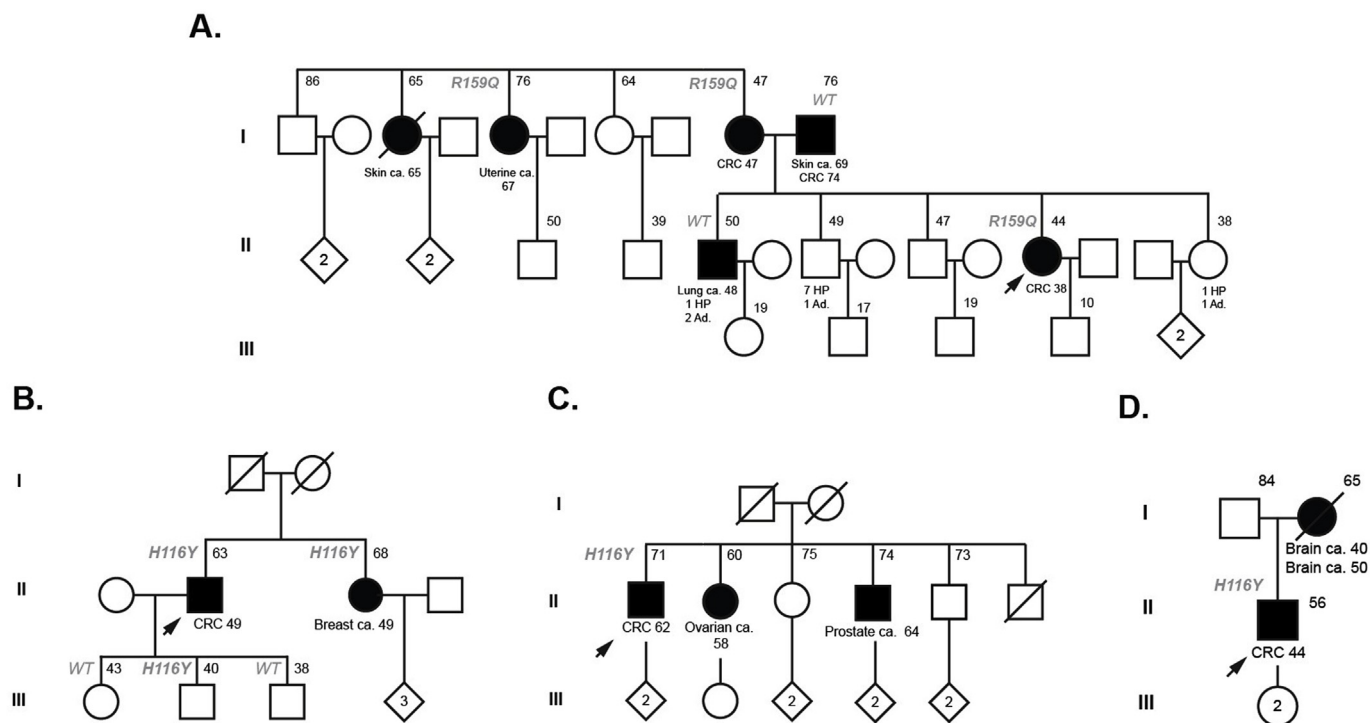 A.
86 65 R159Q 76 64 R159Q 47 76
WT
I
Skin ca. 65
Uterine ca.
67
CRC 47
Skin ca. 69
CRC 74
50 39 WT 50 49 47 R159Q 44 38
II
2 2
Lung ca. 48
1 HP
2 Ad.
7 HP
1 Ad.
CRC 38
1 HP
1 Ad.
19 17 19 10
2
III
B.
I
H116Y 63 H116Y 68
II
CRC 49
Breast ca. 49
WT 43 H116Y 40 WT 38
III
3
C.
I
H116Y 71 60 75 74 73
II
CRC 62
Ovarian ca.
58
Prostate ca. 64
III
2 2 2 2
D.
84 65
I
Brain ca. 40
Brain ca. 50
H116Y
II
56
CRC 44
III
2